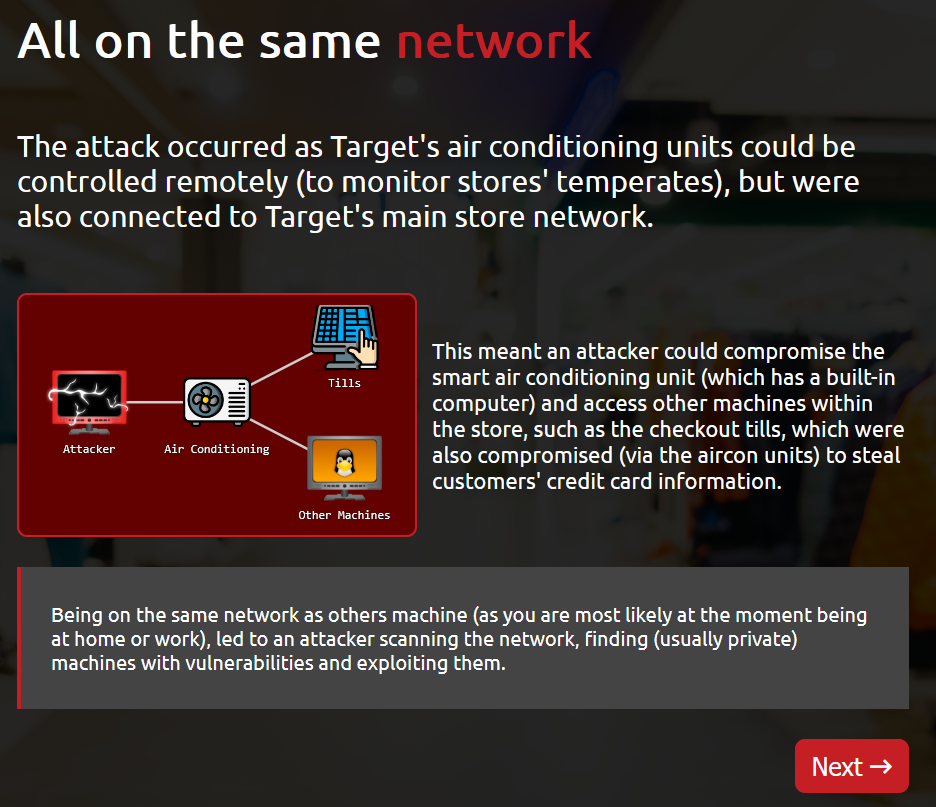 All on the same network
The attack occurred as Target's air conditioning units could be
controlled remotely (to monitor stores' temperates), but were
also connected to Target's main store network.
Tills
Attacker
Air Conditioning
Other Machines
This meant an attacker could compromise the
smart air conditioning unit (which has a built-in
computer) and access other machines within
the store, such as the checkout tills, which were
also compromised (via the aircon units) to steal
customers' credit card information.
Being on the same network as others machine (as you are most likely at the moment being
at home or work), led to an attacker scanning the network, finding (usually private)
machines with vulnerabilities and exploiting them.
Next →